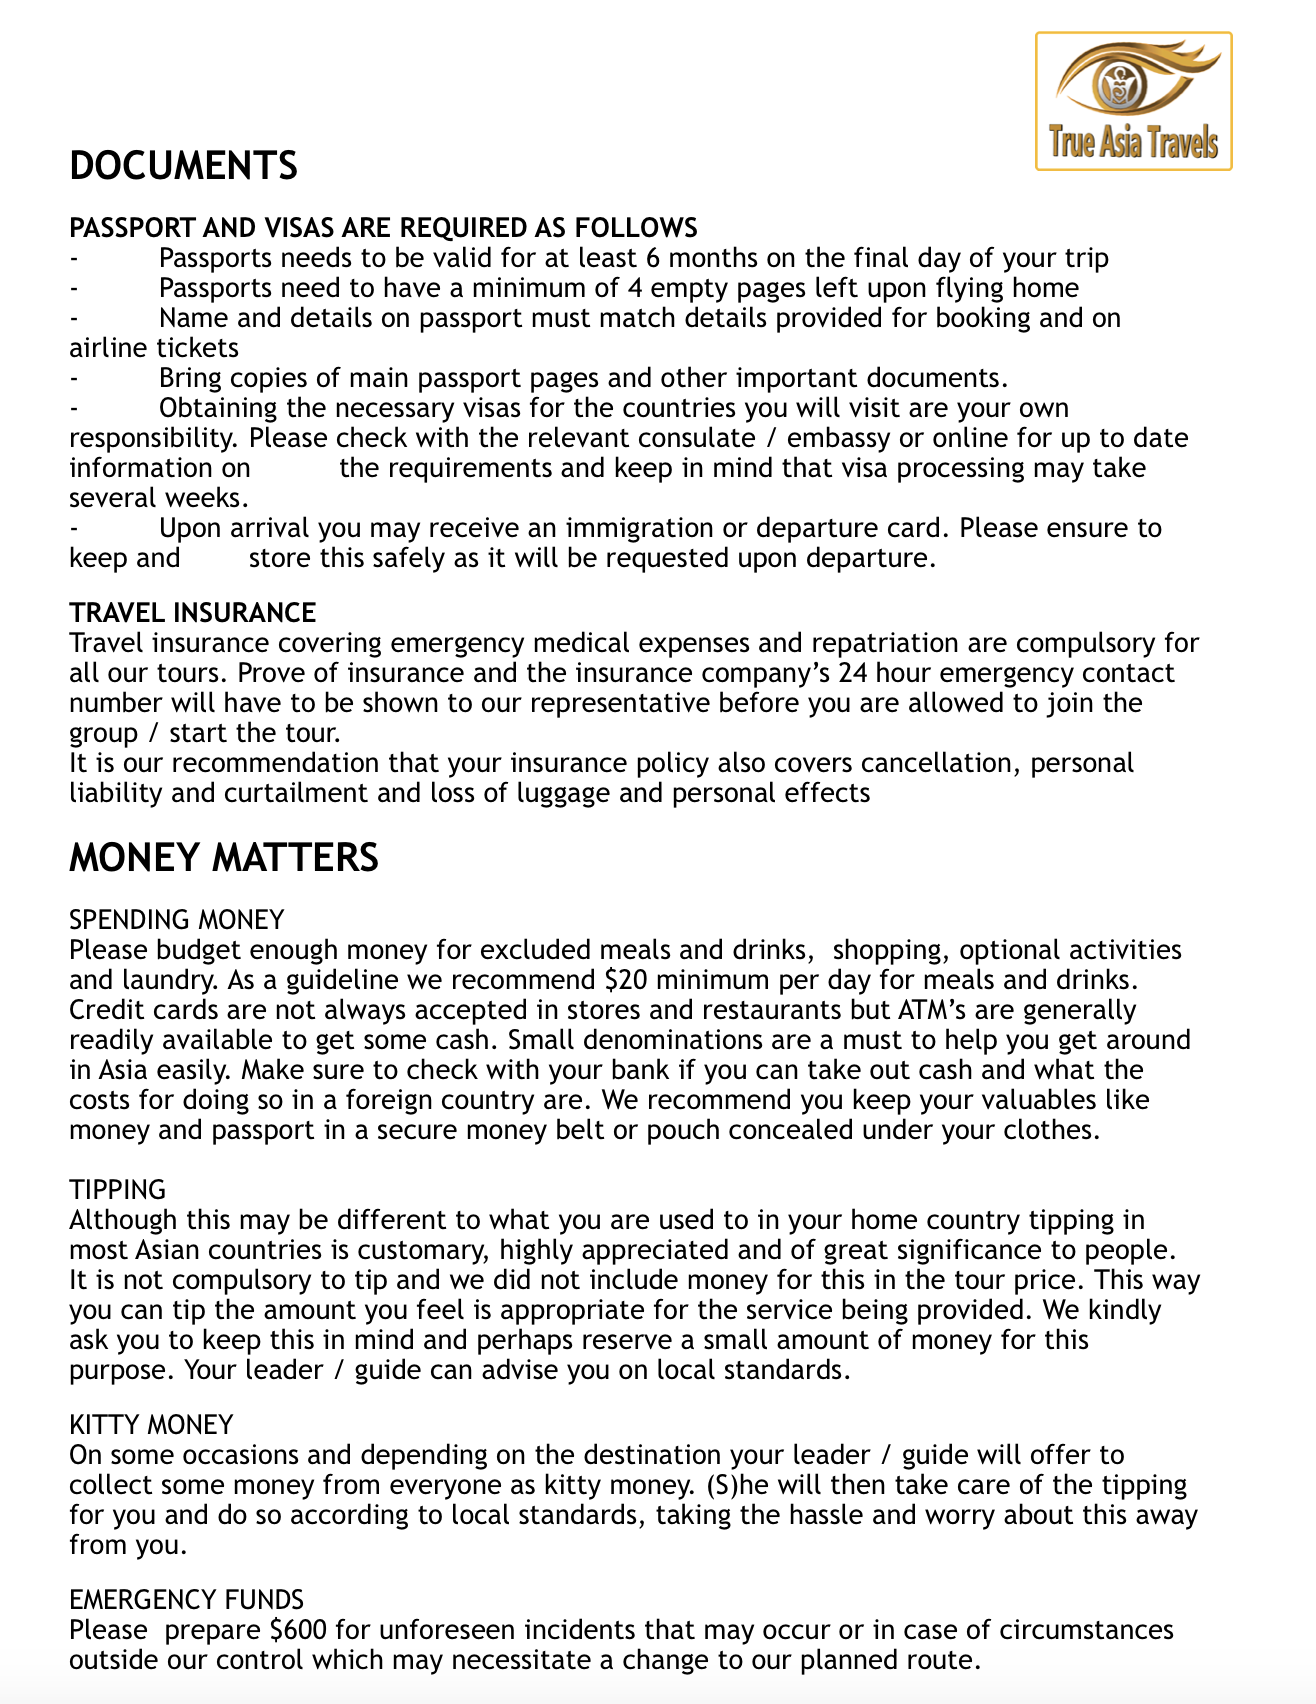 True Asia Travels
DOCUMENTS
PASSPORT AND VISAS ARE REQUIRED AS FOLLOWS
- Passports needs to be valid for at least 6 months on the final day of your trip
- Passports need to have a minimum of 4 empty pages left upon flying home
- Name and details on passport must match details provided for booking and on
airline tickets
- Bring copies of main passport pages and other important documents.
- Obtaining the necessary visas for the countries you will visit are your own
responsibility. Please check with the relevant consulate / embassy or online for up to date
information on the requirements and keep in mind that visa processing may take
several weeks.
- Upon arrival you may receive an immigration or departure card. Please ensure to
keep and store this safely as it will be requested upon departure.
TRAVEL INSURANCE
Travel insurance covering emergency medical expenses and repatriation are compulsory for
all our tours. Prove of insurance and the insurance company’s 24 hour emergency contact
number will have to be shown to our representative before you are allowed to join the
group / start the tour.
It is our recommendation that your insurance policy also covers cancellation, personal
liability and curtailment and loss of luggage and personal effects
MONEY MATTERS
SPENDING MONEY
Please budget enough money for excluded meals and drinks,  shopping, optional activities
and laundry. As a guideline we recommend $20 minimum per day for meals and drinks.
Credit cards are not always accepted in stores and restaurants but ATM’s are generally
readily available to get some cash. Small denominations are a must to help you get around
in Asia easily. Make sure to check with your bank if you can take out cash and what the
costs for doing so in a foreign country are. We recommend you keep your valuables like
money and passport in a secure money belt or pouch concealed under your clothes.
TIPPING
Although this may be different to what you are used to in your home country tipping in
most Asian countries is customary, highly appreciated and of great significance to people.
It is not compulsory to tip and we did not include money for this in the tour price. This way
you can tip the amount you feel is appropriate for the service being provided. We kindly
ask you to keep this in mind and perhaps reserve a small amount of money for this
purpose. Your leader / guide can advise you on local standards.
KITTY MONEY
On some occasions and depending on the destination your leader / guide will offer to
collect some money from everyone as kitty money. (S)he will then take care of the tipping
for you and do so according to local standards, taking the hassle and worry about this away
from you.
EMERGENCY FUNDS
Please  prepare $600 for unforeseen incidents that may occur or in case of circumstances
outside our control which may necessitate a change to our planned route.